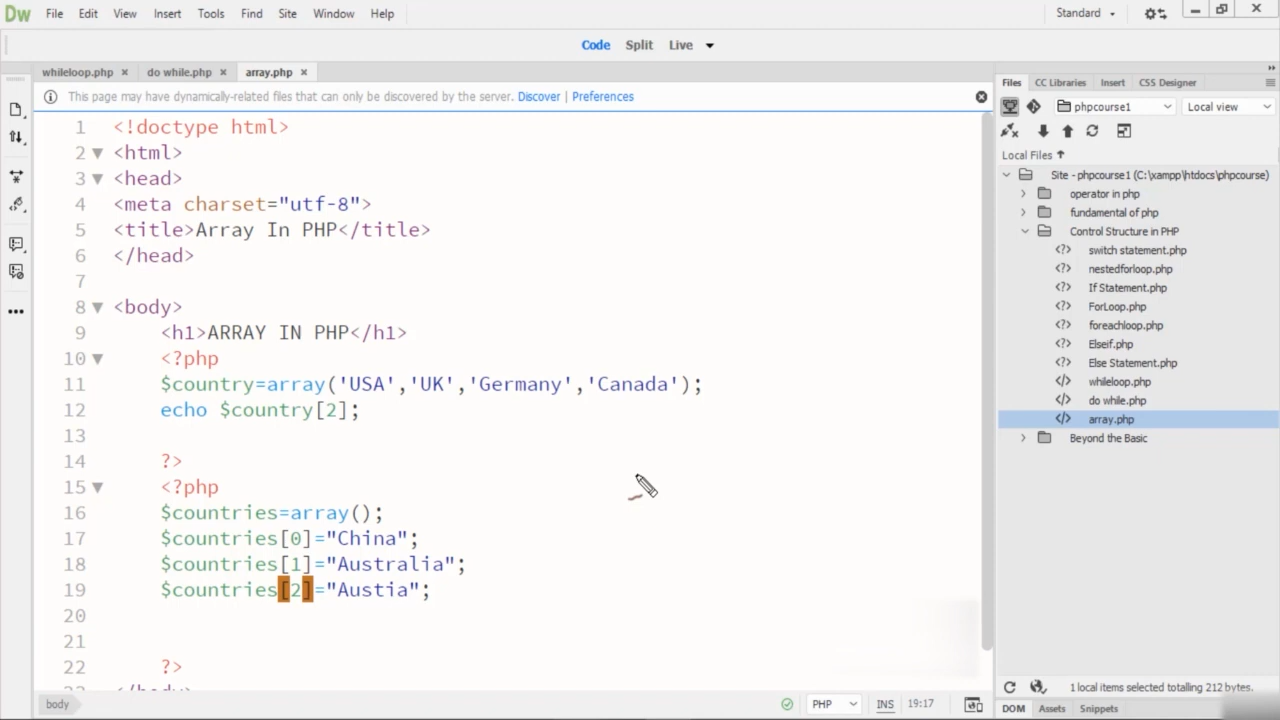 Dw File Edit View Insert Tools Find Site Window Help Standard
Code Split Live
whileloop.php × do while.php × array.php ×
This page may have dynamically-related files that can only be discovered by the server. Discover | Preferences
1 <!doctype html>
2 <html>
3 <head>
4 <meta charset="utf-8">
5 <title>Array In PHP</title>
6 </head>
7
8 <body>
9 <h1>ARRAY IN PHP</h1>
10 <?php
11 $country=array('USA','UK','Germany','Canada');
12 echo $country[2];
13
14 ?>
15 <?php
16 $countries=array();
17 $countries[0]="China";
18 $countries[1]="Australia";
19 $countries[2]="Austia";
20
21
22 ?>
23 </body>
body PHP INS 19:17
Files CC Libraries Insert CSS Designer
phpcourse1 Local view
Local Files
Site - phpcourse1 (C:\xampp\htdocs\phpcourse)
operator in php
fundamental of php
Control Structure in PHP
switch statement.php
nestedforloop.php
If Statement.php
ForLoop.php
foreachloop.php
Elseif.php
Else Statement.php
whileloop.php
do while.php
array.php
Beyond the Basic
1 local items selected totalling 212 bytes.
DOM Assets Snippets